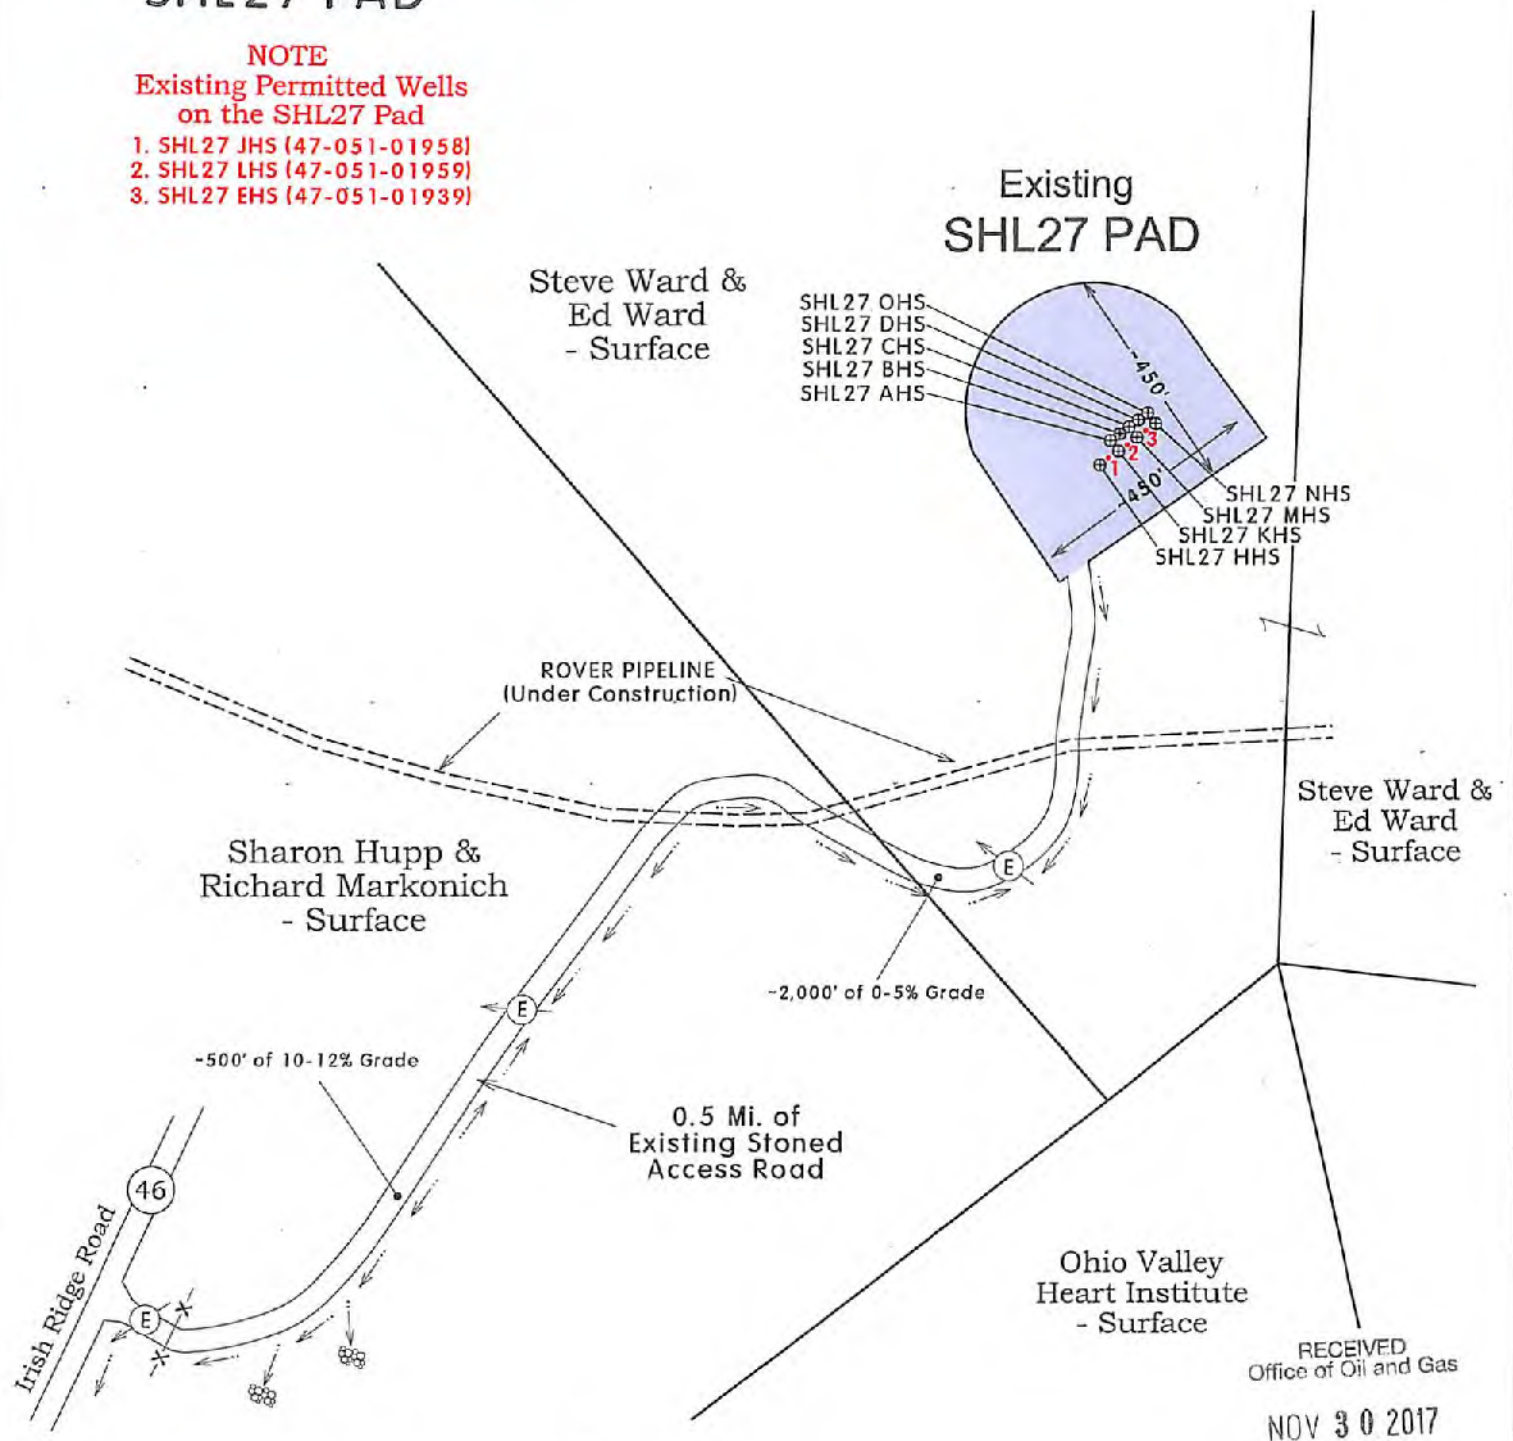 SHL27 PAD
NOTE
Existing Permitted Wells
on the SHL27 Pad
1. SHL27 JHS (47-051-01958)
2. SHL27 LHS (47-051-01959)
3. SHL27 EHS (47-051-01939)
Existing
SHL27 PAD
Steve Ward &
Ed Ward
- Surface
SHL27 OHS
SHL27 DHS
SHL27 CHS
SHL27 BHS
SHL27 AHS
~450'
3
2
1
~450'
SHL27 NHS
SHL27 MHS
SHL27 KHS
SHL27 HHS
ROVER PIPELINE
(Under Construction)
Steve Ward &
Ed Ward
- Surface
Sharon Hupp &
Richard Markonich
- Surface
E
~2,000' of 0-5% Grade
E
~500' of 10-12% Grade
0.5 Mi. of
Existing Stoned
Access Road
46
Irish Ridge Road
E
Ohio Valley
Heart Institute
- Surface
RECEIVED
Office of Oil and Gas
NOV 30 2017